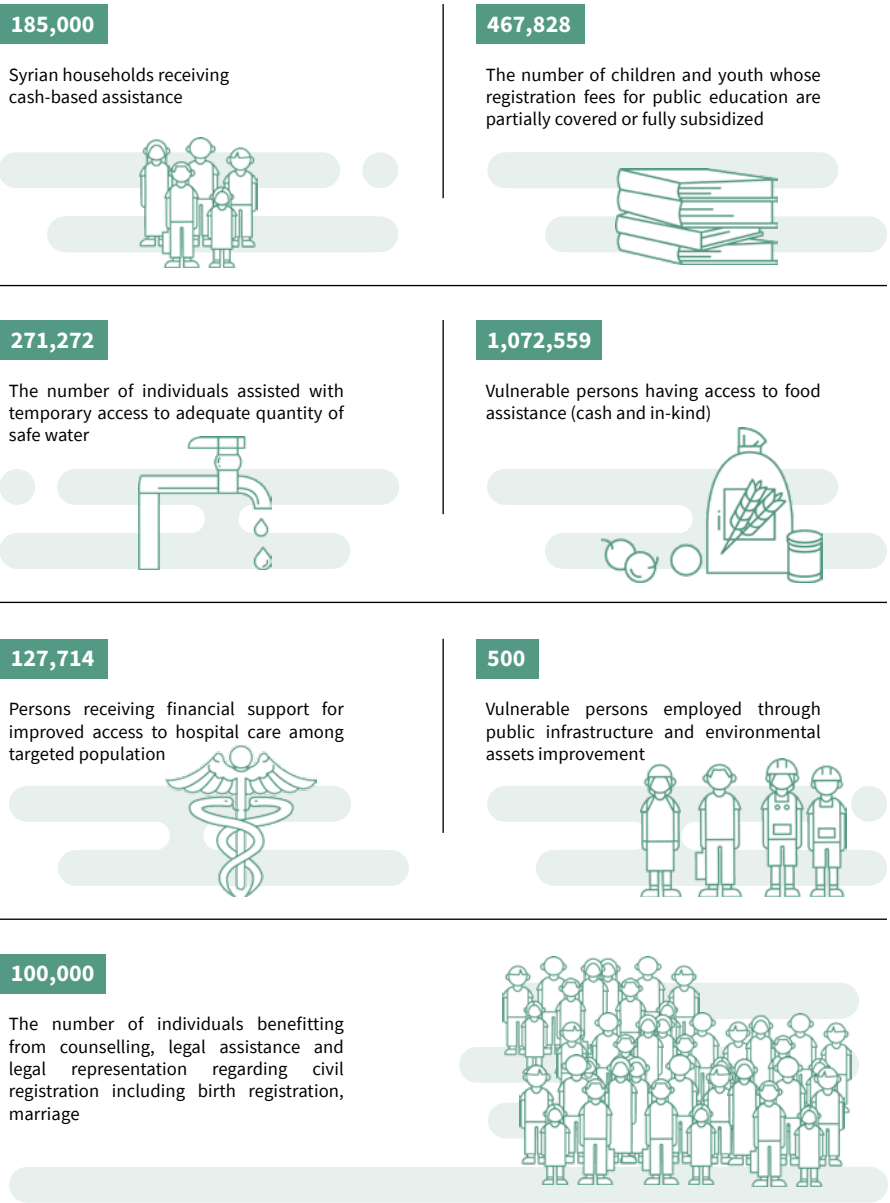 185,000
Syrian households receiving
cash-based assistance
467,828
The number of children and youth whose
registration fees for public education are
partially covered or fully subsidized
271,272
The number of individuals assisted with
temporary access to adequate quantity of
safe water
1,072,559
Vulnerable persons having access to food
assistance (cash and in-kind)
127,714
Persons receiving financial support for
improved access to hospital care among
targeted population
500
Vulnerable persons employed through
public infrastructure and environmental
assets improvement
100,000
The number of individuals benefitting
from counselling, legal assistance and
legal representation regarding civil
registration including birth registration,
marriage